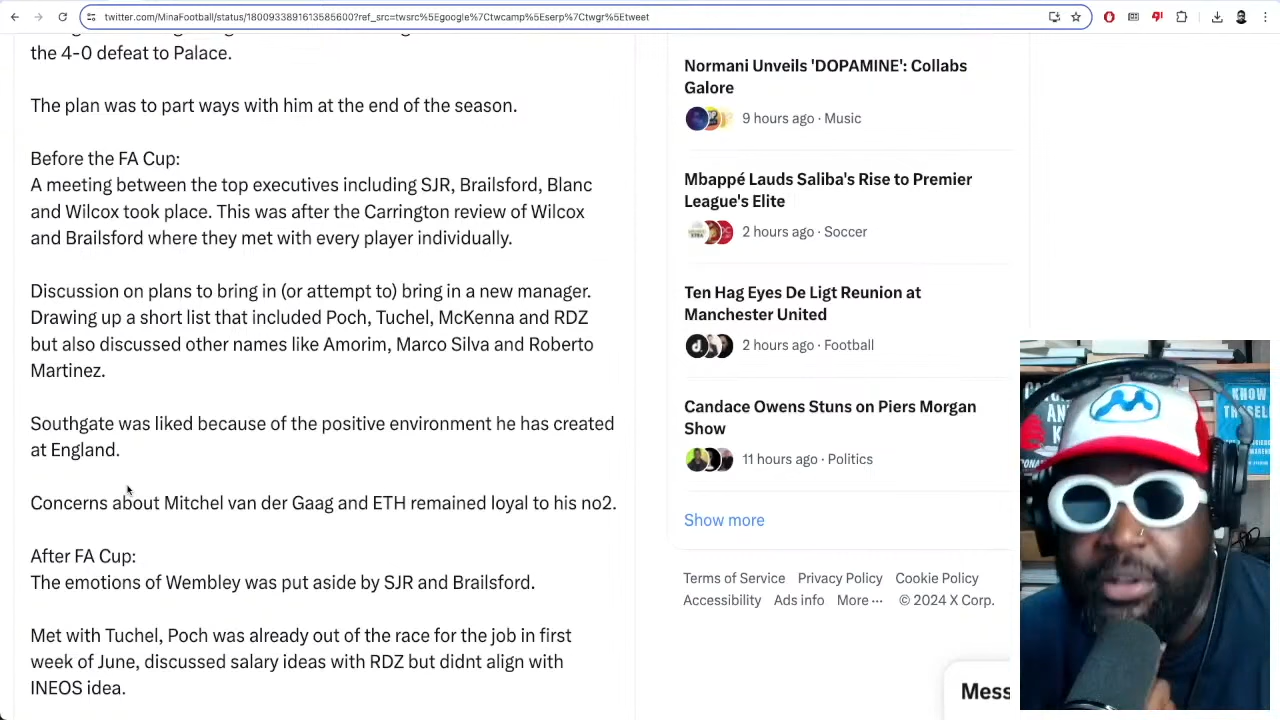 twitter.com/MinaFootball/status/1800933891613585600?ref_src=twsrc%5Egoogle%7Ctwcamp%5Eserp%7Ctwgr%5Etweet
the 4-0 defeat to Palace.
The plan was to part ways with him at the end of the season.
Before the FA Cup:
A meeting between the top executives including SJR, Brailsford, Blanc
and Wilcox took place. This was after the Carrington review of Wilcox
and Brailsford where they met with every player individually.
Discussion on plans to bring in (or attempt to) bring in a new manager.
Drawing up a short list that included Poch, Tuchel, McKenna and RDZ
but also discussed other names like Amorim, Marco Silva and Roberto
Martinez.
Southgate was liked because of the positive environment he has created
at England.
Concerns about Mitchel van der Gaag and ETH remained loyal to his no2.
After FA Cup:
The emotions of Wembley was put aside by SJR and Brailsford.
Met with Tuchel, Poch was already out of the race for the job in first
week of June, discussed salary ideas with RDZ but didnt align with
INEOS idea.
Normani Unveils 'DOPAMINE': Collabs
Galore
9 hours ago · Music
Mbappé Lauds Saliba's Rise to Premier
League's Elite
2 hours ago · Soccer
Ten Hag Eyes De Ligt Reunion at
Manchester United
2 hours ago · Football
Candace Owens Stuns on Piers Morgan
Show
11 hours ago · Politics
Show more
Terms of Service Privacy Policy Cookie Policy
Accessibility Ads info More ··· © 2024 X Corp.
Mess
KNOW